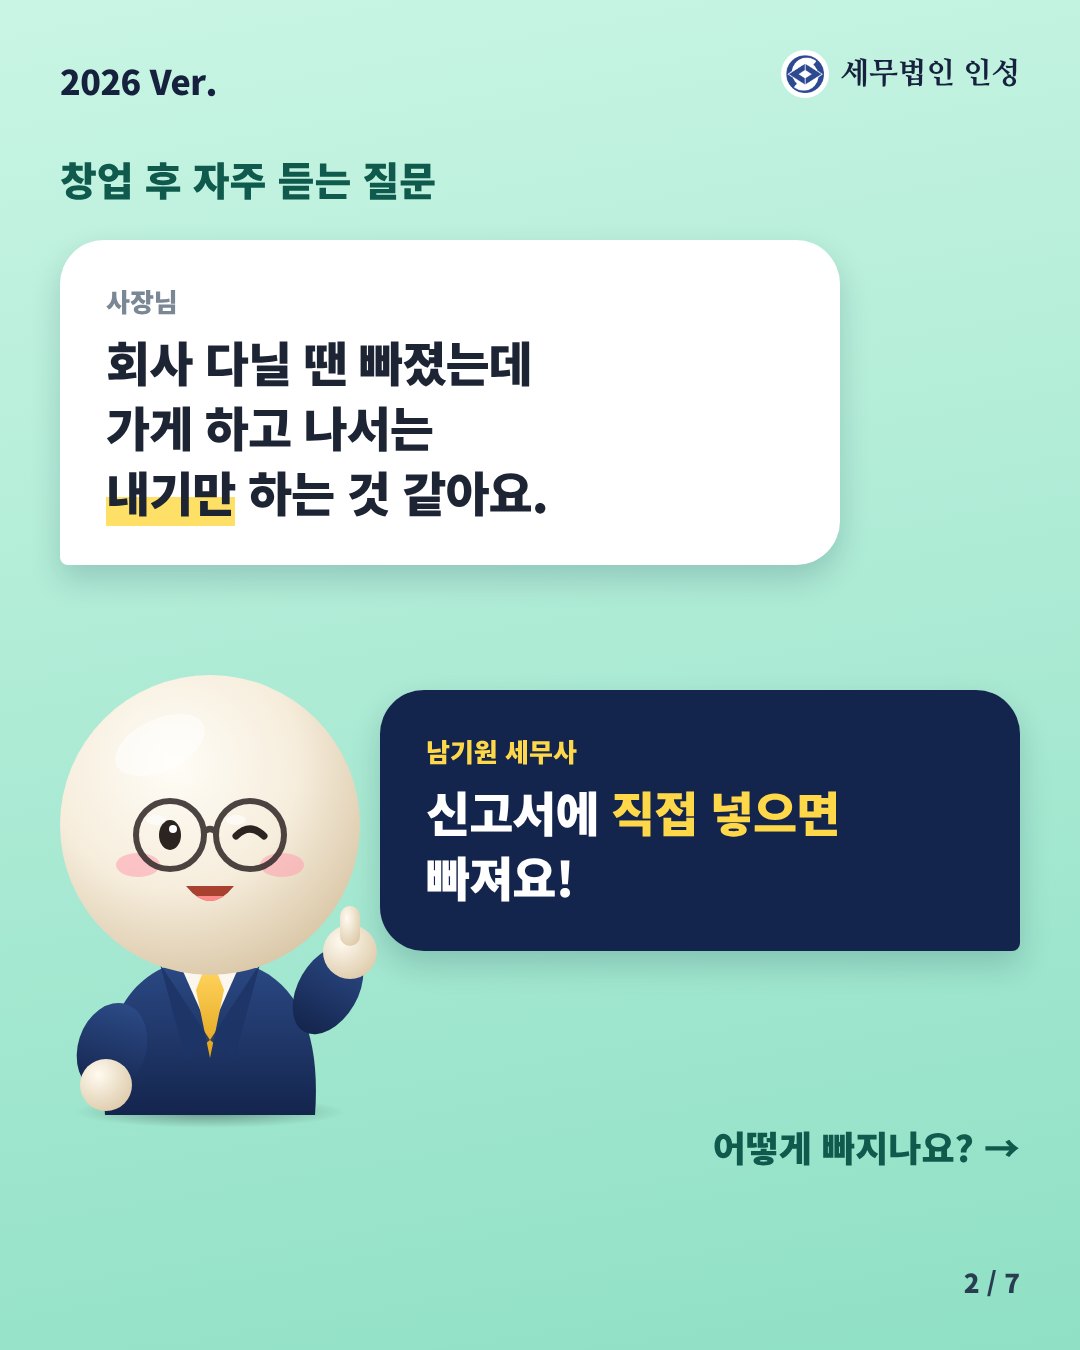 2026 Ver.
세무법인 인성
창업 후 자주 듣는 질문
사장님
회사 다닐 땐 빠졌는데
가게 하고 나서는
내기만 하는 것 같아요.
남기원 세무사
신고서에 직접 넣으면
빠져요!
어떻게 빠지나요? →
2 / 7